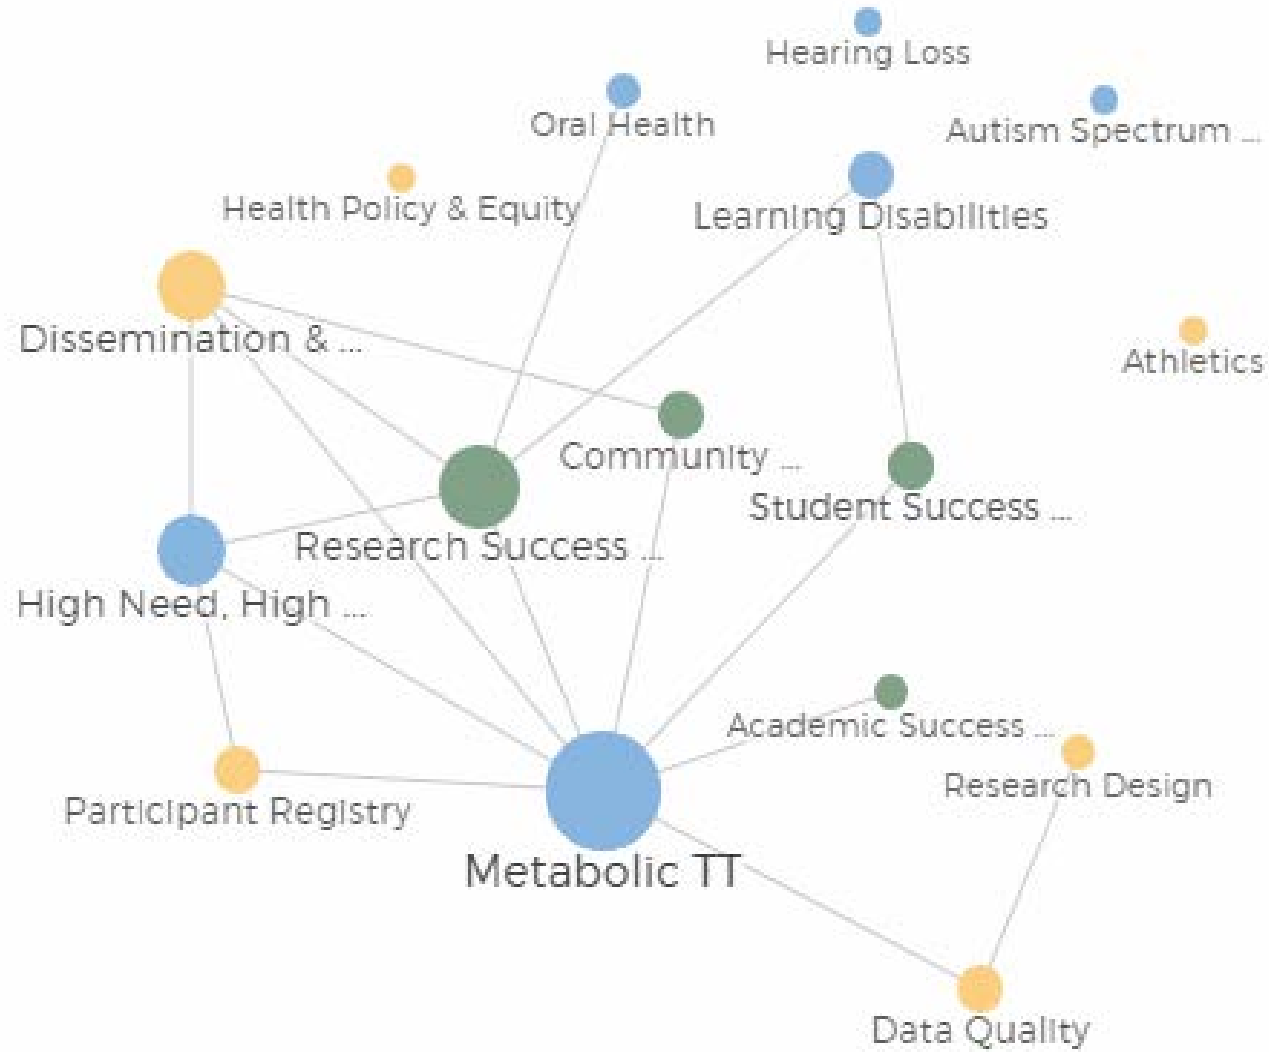 Hearing Loss
Oral Health
Autism Spectrum ...
Health Policy & Equity
Learning Disabilities
Dissemination & ...
Athletics
Community ...
Student Success ...
Research Success ...
High Need, High ...
Academic Success ...
Research Design
Participant Registry
Metabolic TT
Data Quality